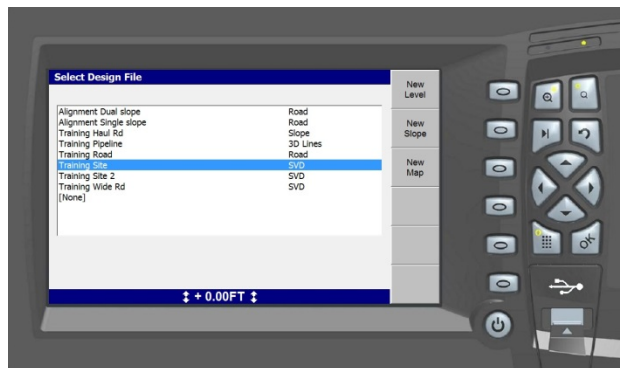 Select Design File
New
Level
Alignment Dual slope Road
Alignment Single slope Road
Training Haul Rd Slope
New
Slope
Training Pipeline 3D Lines
Training Road Road
Training Site SVD
New
Map
Training Site 2 SVD
Training Wide Rd SVD
[None]
+ 0.00FT
OK